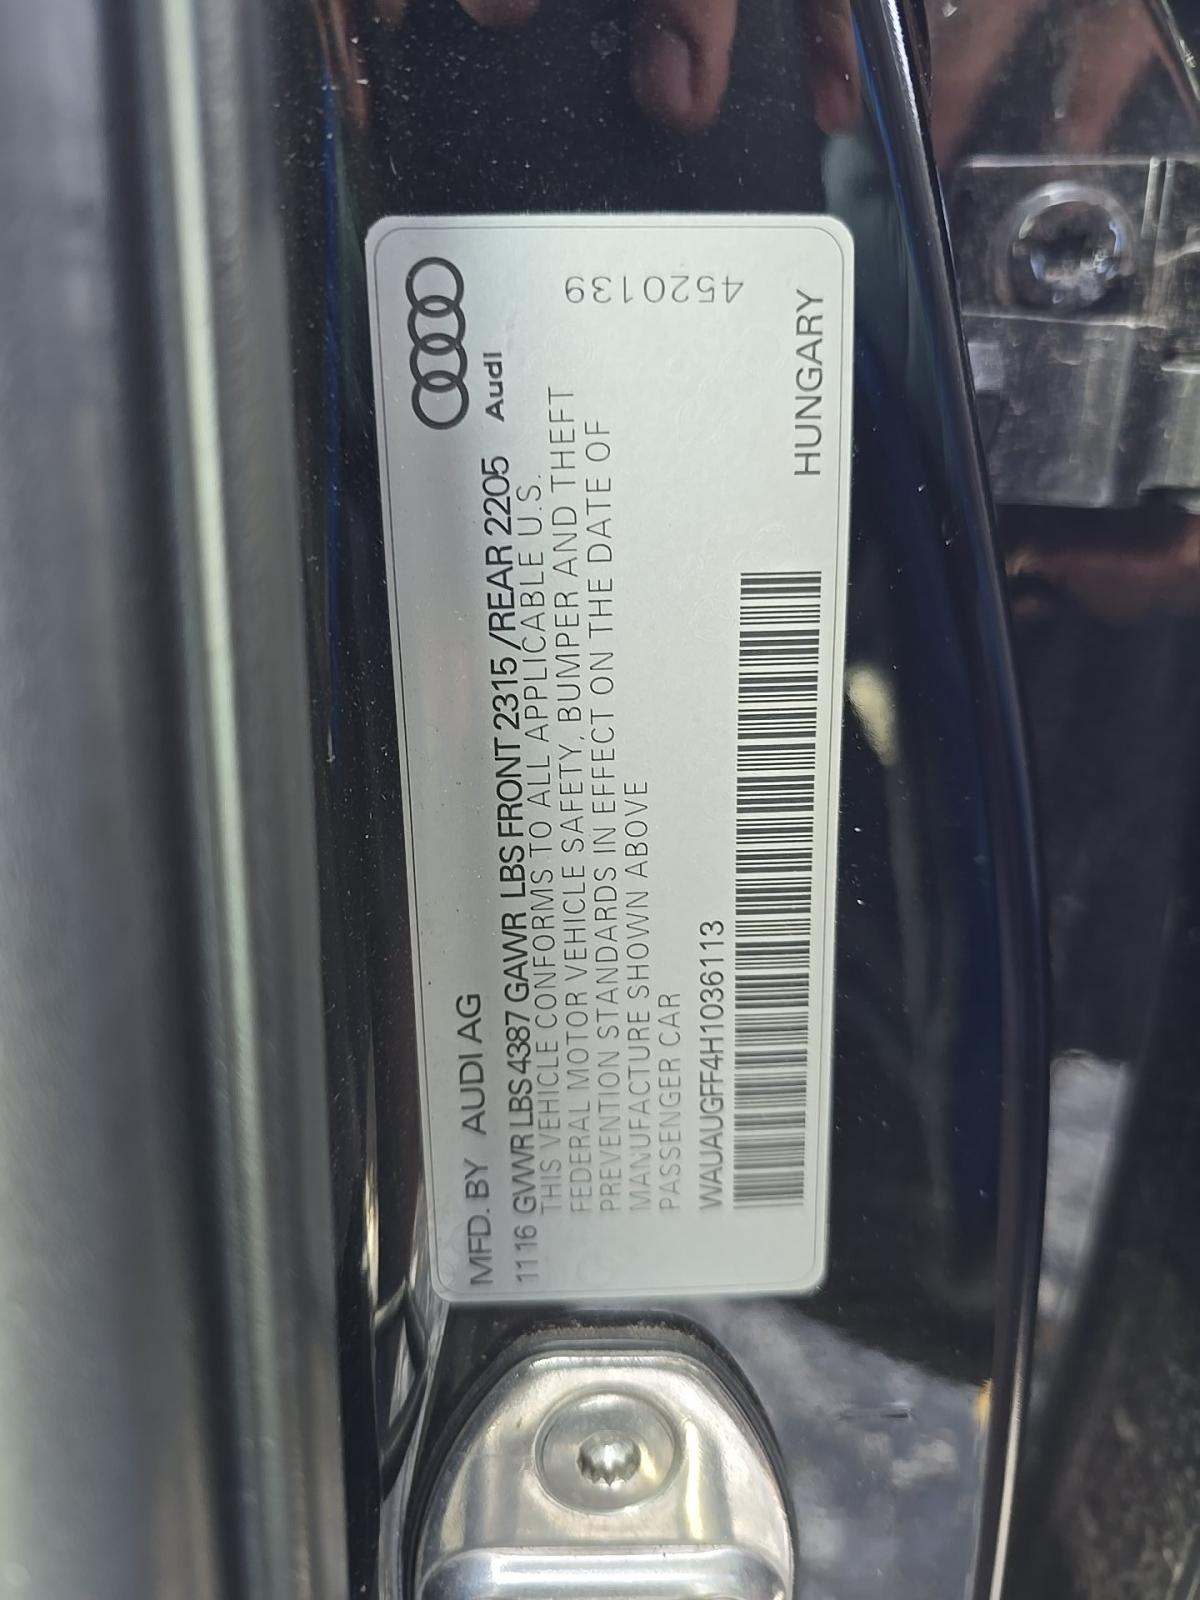 MFD. BY AUDI AG
Audi
11 16 GVWR LBS 4387 GAWR LBS FRONT 2315 /REAR 2205
THIS VEHICLE CONFORMS TO ALL APPLICABLE U.S.
FEDERAL MOTOR VEHICLE SAFETY, BUMPER AND THEFT
PREVENTION STANDARDS IN EFFECT ON THE DATE OF
MANUFACTURE SHOWN ABOVE
PASSENGER CAR
4520139
WAUAUGFF4H1036113
HUNGARY